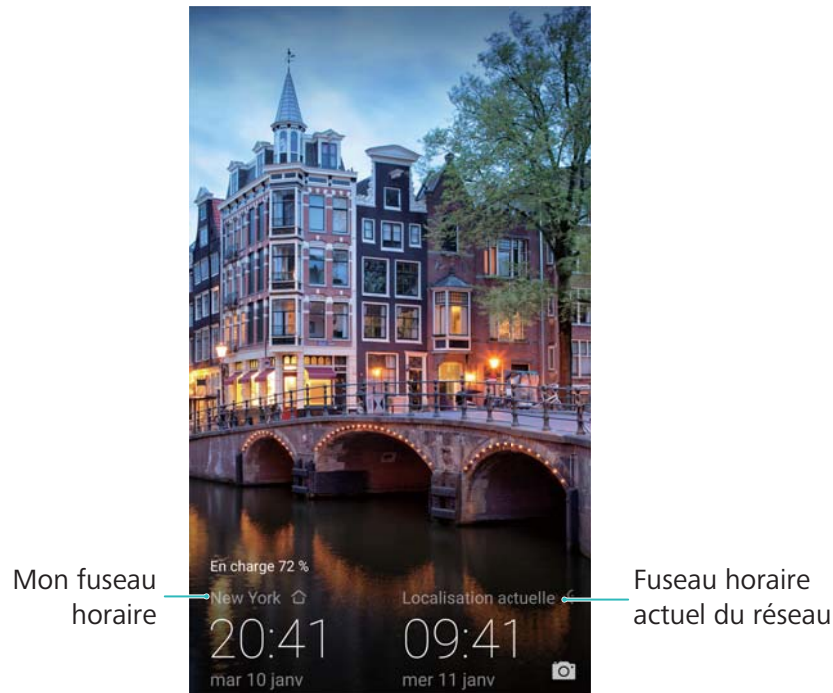 En charge 72 %
Mon fuseau
horaire
New York
Localisation actuelle
Fuseau horaire
actuel du réseau
20:41
09:41
mar 10 janv
mer 11 janv